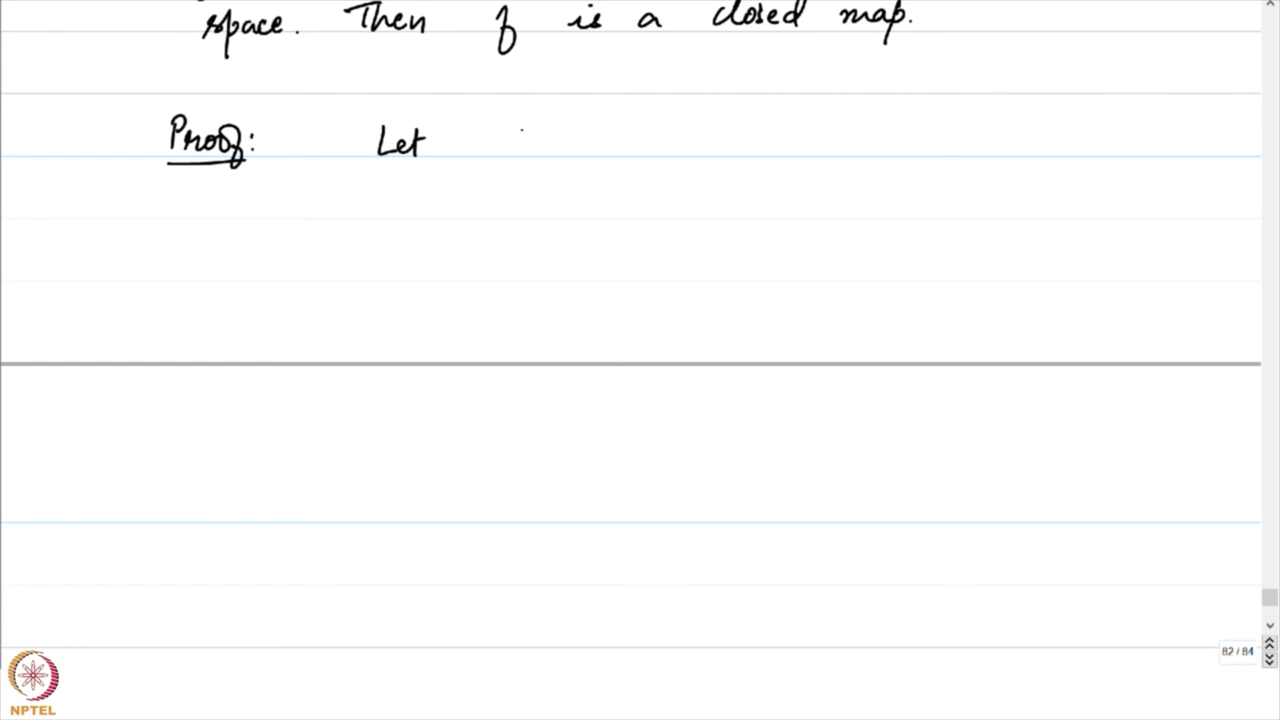 space. Then f is a closed map.
Proof: Let
82 / 84
NPTEL